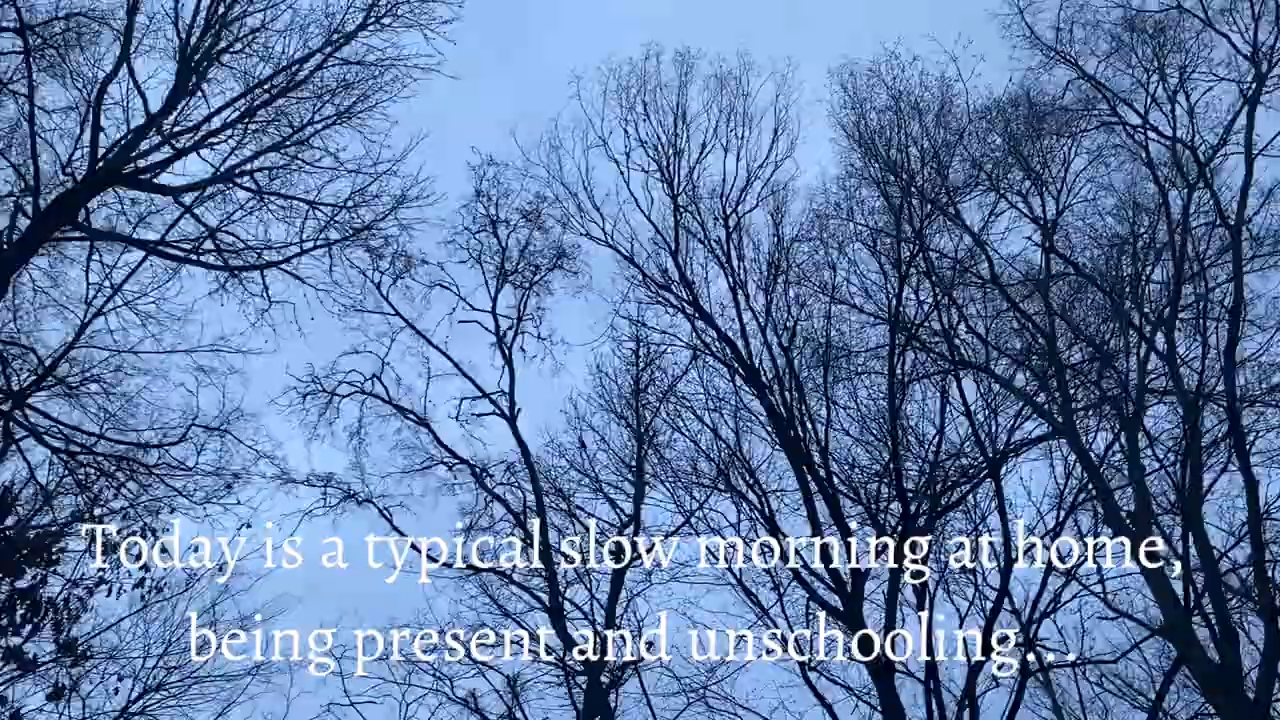 Today is a typical slow morning at home,
being present and unschooling...